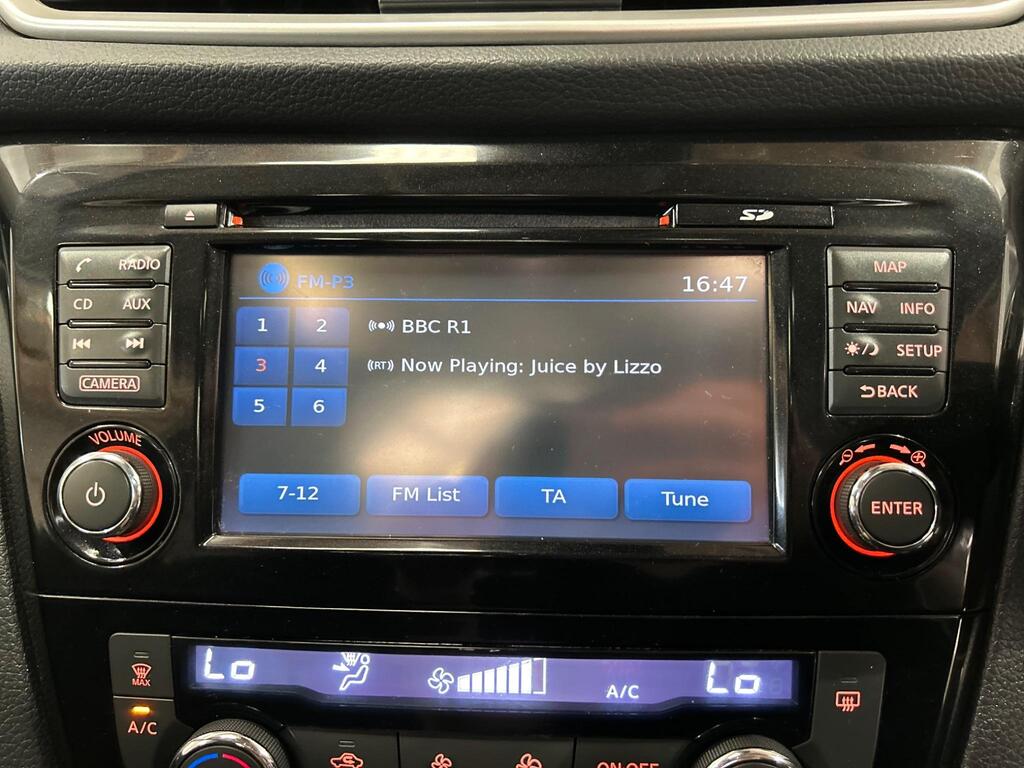 SD
RADIO
CD AUX
CAMERA
VOLUME
FM-P3 16:47
1 2 BBC R1
3 4 (RT) Now Playing: Juice by Lizzo
5 6
7-12 FM List TA Tune
MAP
NAV INFO
SETUP
BACK
ENTER
MAX
A/C
Lo A/C Lo
ON·OFF